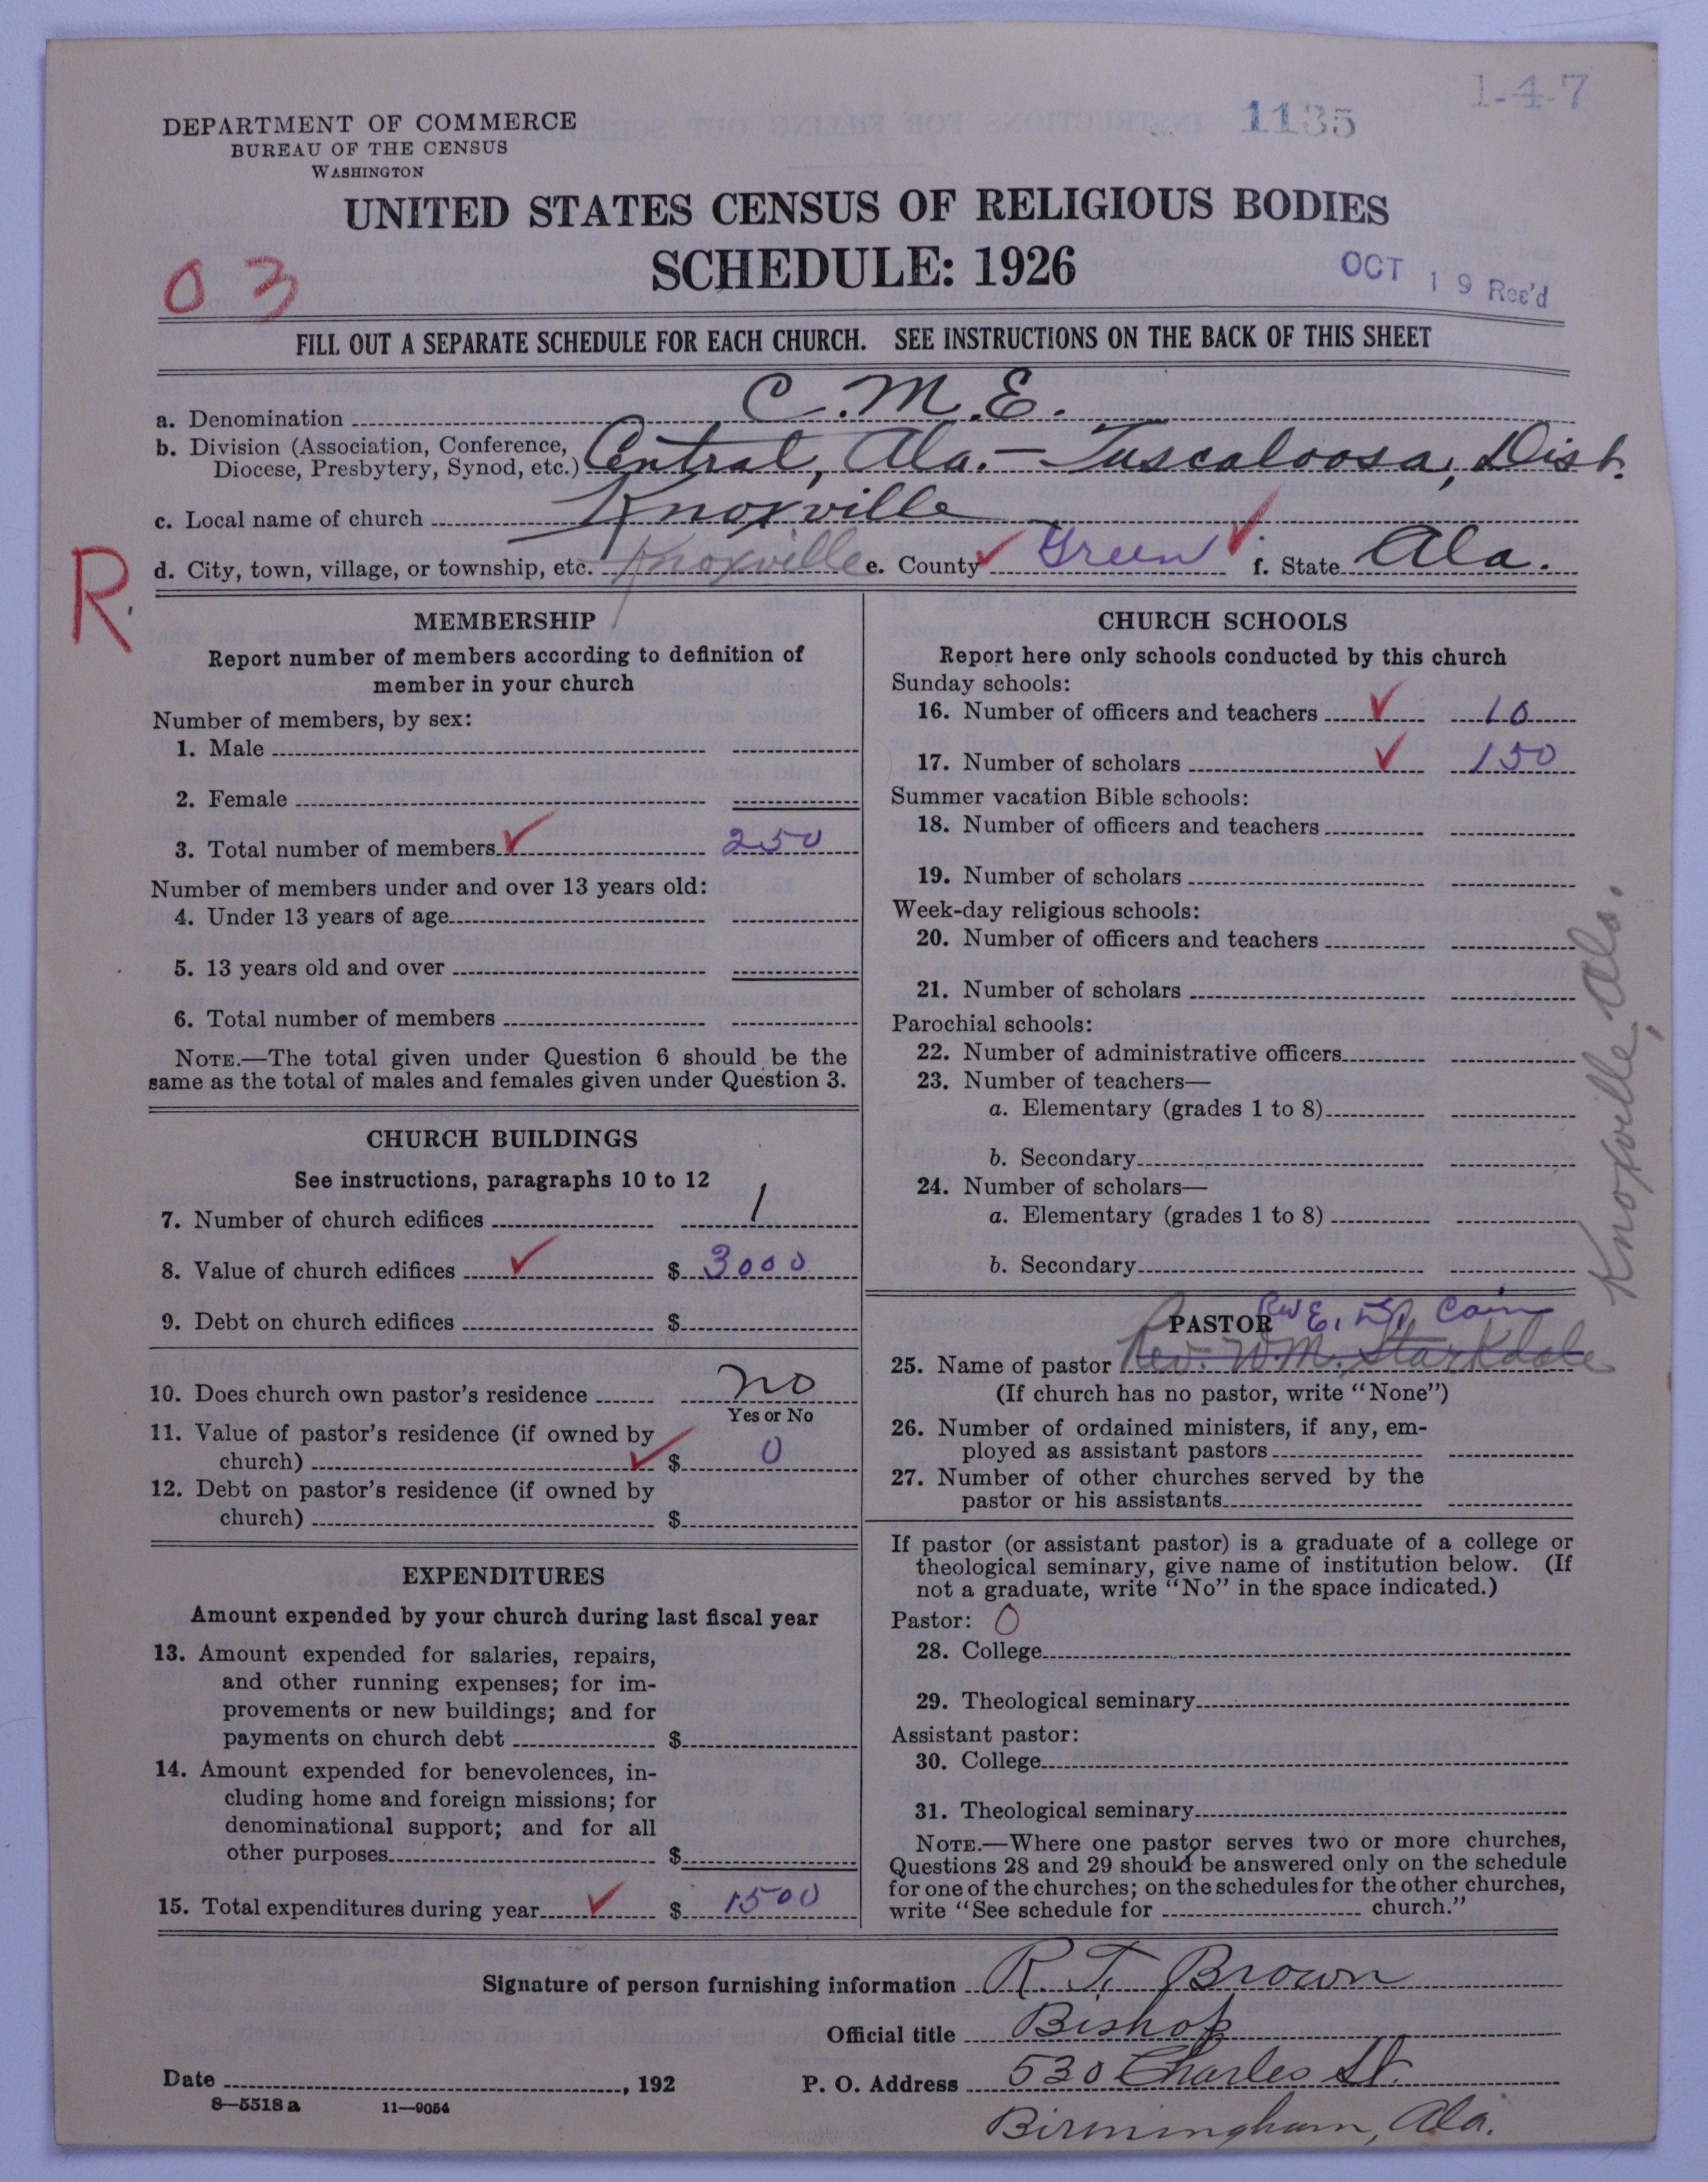 1-4-7
1135
DEPARTMENT OF COMMERCE
BUREAU OF THE CENSUS
WASHINGTON
UNITED STATES CENSUS OF RELIGIOUS BODIES
SCHEDULE: 1926
03
OCT 19 Rec'd
FILL OUT A SEPARATE SCHEDULE FOR EACH CHURCH. SEE INSTRUCTIONS ON THE BACK OF THIS SHEET
a. Denomination C.M.E.
b. Division (Association, Conference,
Diocese, Presbytery, Synod, etc.) Central, Ala.- Tuscaloosa, Dist.
c. Local name of church Knoxville
d. City, town, village, or township, etc. Knoxville e. County Green f. State Ala.
R.
MEMBERSHIP
Report number of members according to definition of
member in your church
Number of members, by sex:
1. Male
2. Female
3. Total number of members 250
Number of members under and over 13 years old:
4. Under 13 years of age
5. 13 years old and over
6. Total number of members
NOTE.—The total given under Question 6 should be the
same as the total of males and females given under Question 3.
CHURCH BUILDINGS
See instructions, paragraphs 10 to 12
7. Number of church edifices 1
8. Value of church edifices $ 3000
9. Debt on church edifices $
10. Does church own pastor's residence no
Yes or No
11. Value of pastor's residence (if owned by
church) $ 0
12. Debt on pastor's residence (if owned by
church) $
EXPENDITURES
Amount expended by your church during last fiscal year
13. Amount expended for salaries, repairs,
and other running expenses; for im-
provements or new buildings; and for
payments on church debt $
14. Amount expended for benevolences, in-
cluding home and foreign missions; for
denominational support; and for all
other purposes $
15. Total expenditures during year $ 1500
CHURCH SCHOOLS
Report here only schools conducted by this church
Sunday schools:
16. Number of officers and teachers 10
17. Number of scholars 150
Summer vacation Bible schools:
18. Number of officers and teachers
19. Number of scholars
Week-day religious schools:
20. Number of officers and teachers
21. Number of scholars
Parochial schools:
22. Number of administrative officers
23. Number of teachers—
a. Elementary (grades 1 to 8)
b. Secondary
24. Number of scholars—
a. Elementary (grades 1 to 8)
b. Secondary
Knoxville, Ala.
PASTOR Rev E. Cain
25. Name of pastor Rev. W.M. Starkdale
(If church has no pastor, write "None")
26. Number of ordained ministers, if any, em-
ployed as assistant pastors
27. Number of other churches served by the
pastor or his assistants
If pastor (or assistant pastor) is a graduate of a college or
theological seminary, give name of institution below. (If
not a graduate, write "No" in the space indicated.)
Pastor: 0
28. College
29. Theological seminary
Assistant pastor:
30. College
31. Theological seminary
NOTE.—Where one pastor serves two or more churches,
Questions 28 and 29 should be answered only on the schedule
for one of the churches; on the schedules for the other churches,
write "See schedule for church."
Signature of person furnishing information R. T. Brown
Official title Bishop
Date , 192 P. O. Address 530 Charles St.
8—5518 a 11—9054
Birmingham, Ala.